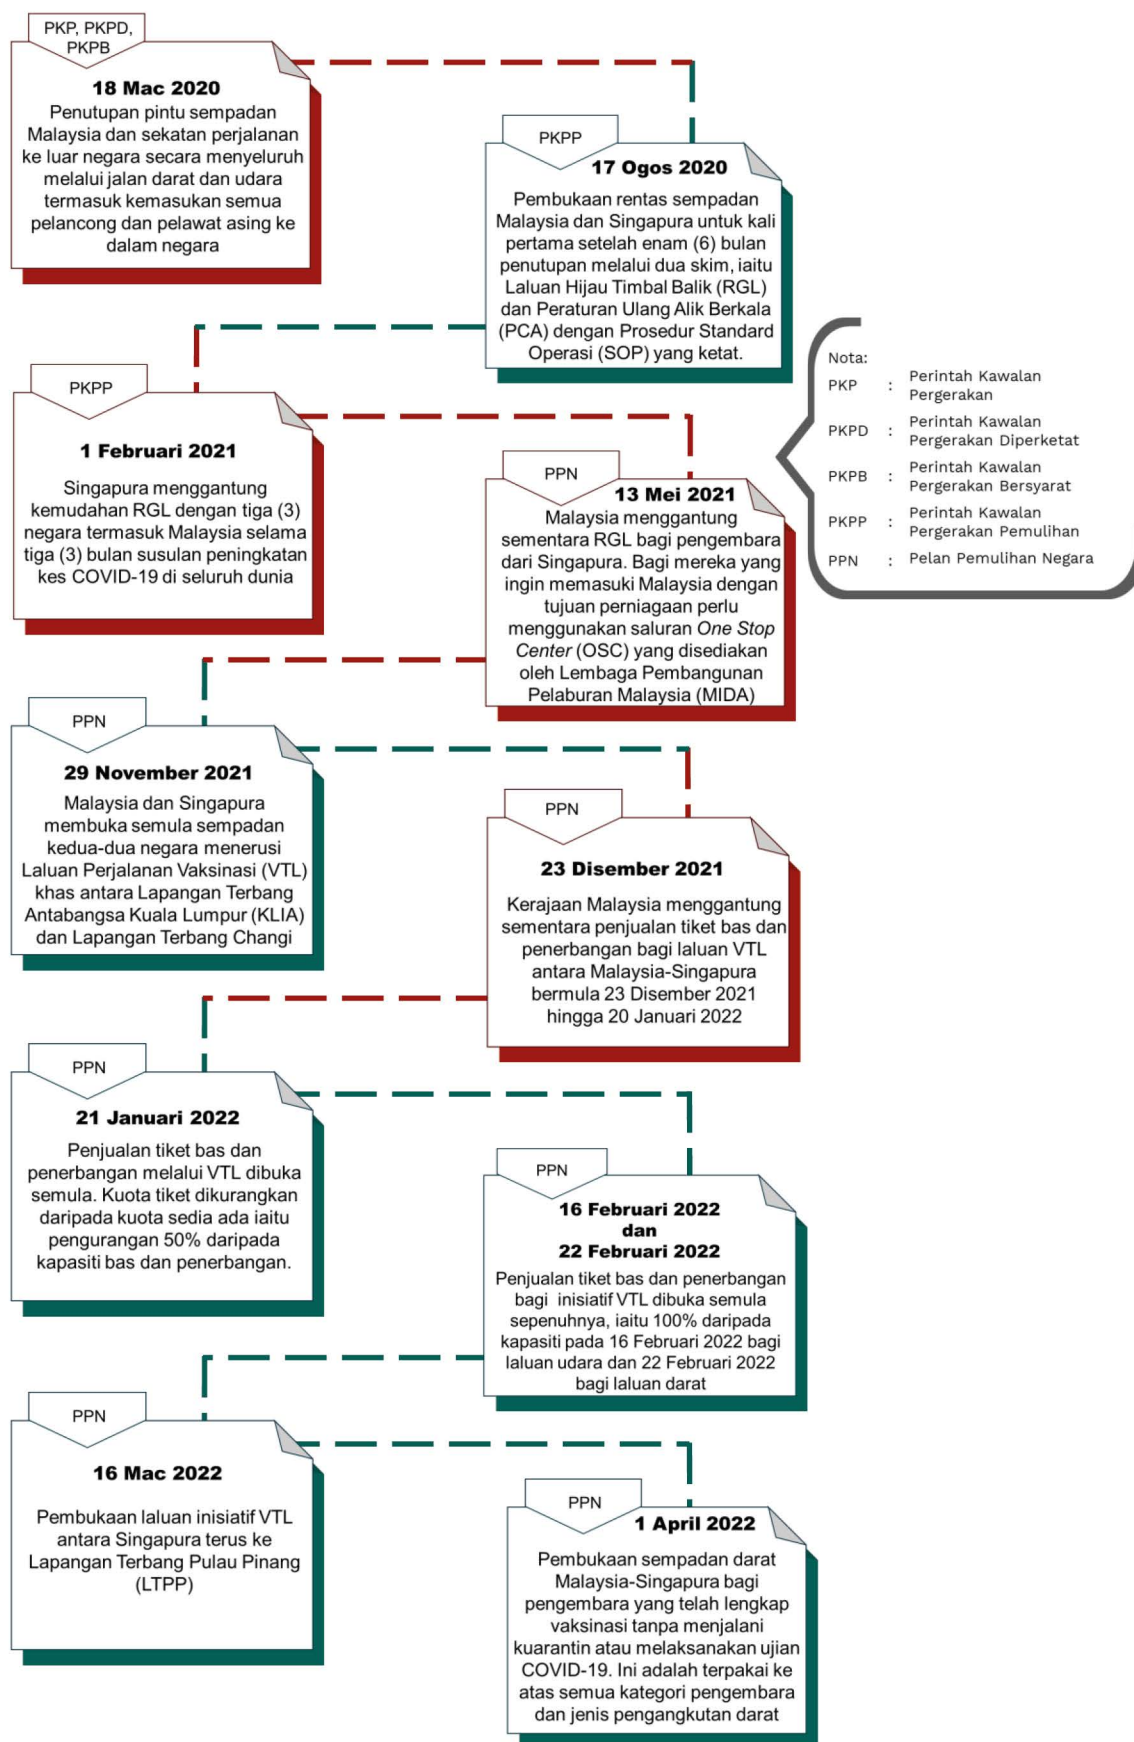 PKP, PKPD,
PKPB
18 Mac 2020
Penutupan pintu sempadan
Malaysia dan sekatan perjalanan
ke luar negara secara menyeluruh
melalui jalan darat dan udara
termasuk kemasukan semua
pelancong dan pelawat asing ke
dalam negara
PKPP
17 Ogos 2020
Pembukaan rentas sempadan
Malaysia dan Singapura untuk kali
pertama setelah enam (6) bulan
penutupan melalui dua skim, iaitu
Laluan Hijau Timbal Balik (RGL)
dan Peraturan Ulang Alik Berkala
(PCA) dengan Prosedur Standard
Operasi (SOP) yang ketat.
Nota:
PKP : Perintah Kawalan
Pergerakan
PKPD : Perintah Kawalan
Pergerakan Diperketat
PKPB : Perintah Kawalan
Pergerakan Bersyarat
PKPP : Perintah Kawalan
Pergerakan Pemulihan
PPN : Pelan Pemulihan Negara
PKPP
1 Februari 2021
Singapura menggantung
kemudahan RGL dengan tiga (3)
negara termasuk Malaysia selama
tiga (3) bulan susulan peningkatan
kes COVID-19 di seluruh dunia
PPN
13 Mei 2021
Malaysia menggantung
sementara RGL bagi pengembara
dari Singapura. Bagi mereka yang
ingin memasuki Malaysia dengan
tujuan perniagaan perlu
menggunakan saluran One Stop
Center (OSC) yang disediakan
oleh Lembaga Pembangunan
Pelaburan Malaysia (MIDA)
PPN
29 November 2021
Malaysia dan Singapura
membuka semula sempadan
kedua-dua negara menerusi
Laluan Perjalanan Vaksinasi (VTL)
khas antara Lapangan Terbang
Antabangsa Kuala Lumpur (KLIA)
dan Lapangan Terbang Changi
PPN
23 Disember 2021
Kerajaan Malaysia menggantung
sementara penjualan tiket bas dan
penerbangan bagi laluan VTL
antara Malaysia-Singapura
bermula 23 Disember 2021
hingga 20 Januari 2022
PPN
21 Januari 2022
Penjualan tiket bas dan
penerbangan melalui VTL dibuka
semula. Kuota tiket dikurangkan
daripada kuota sedia ada iaitu
pengurangan 50% daripada
kapasiti bas dan penerbangan.
PPN
16 Februari 2022
dan
22 Februari 2022
Penjualan tiket bas dan penerbangan
bagi inisiatif VTL dibuka semula
sepenuhnya, iaitu 100% daripada
kapasiti pada 16 Februari 2022 bagi
laluan udara dan 22 Februari 2022
bagi laluan darat
PPN
16 Mac 2022
Pembukaan laluan inisiatif VTL
antara Singapura terus ke
Lapangan Terbang Pulau Pinang
(LTPP)
PPN
1 April 2022
Pembukaan sempadan darat
Malaysia-Singapura bagi
pengembara yang telah lengkap
vaksinasi tanpa menjalani
kuarantin atau melaksanakan ujian
COVID-19. Ini adalah terpakai ke
atas semua kategori pengembara
dan jenis pengangkutan darat